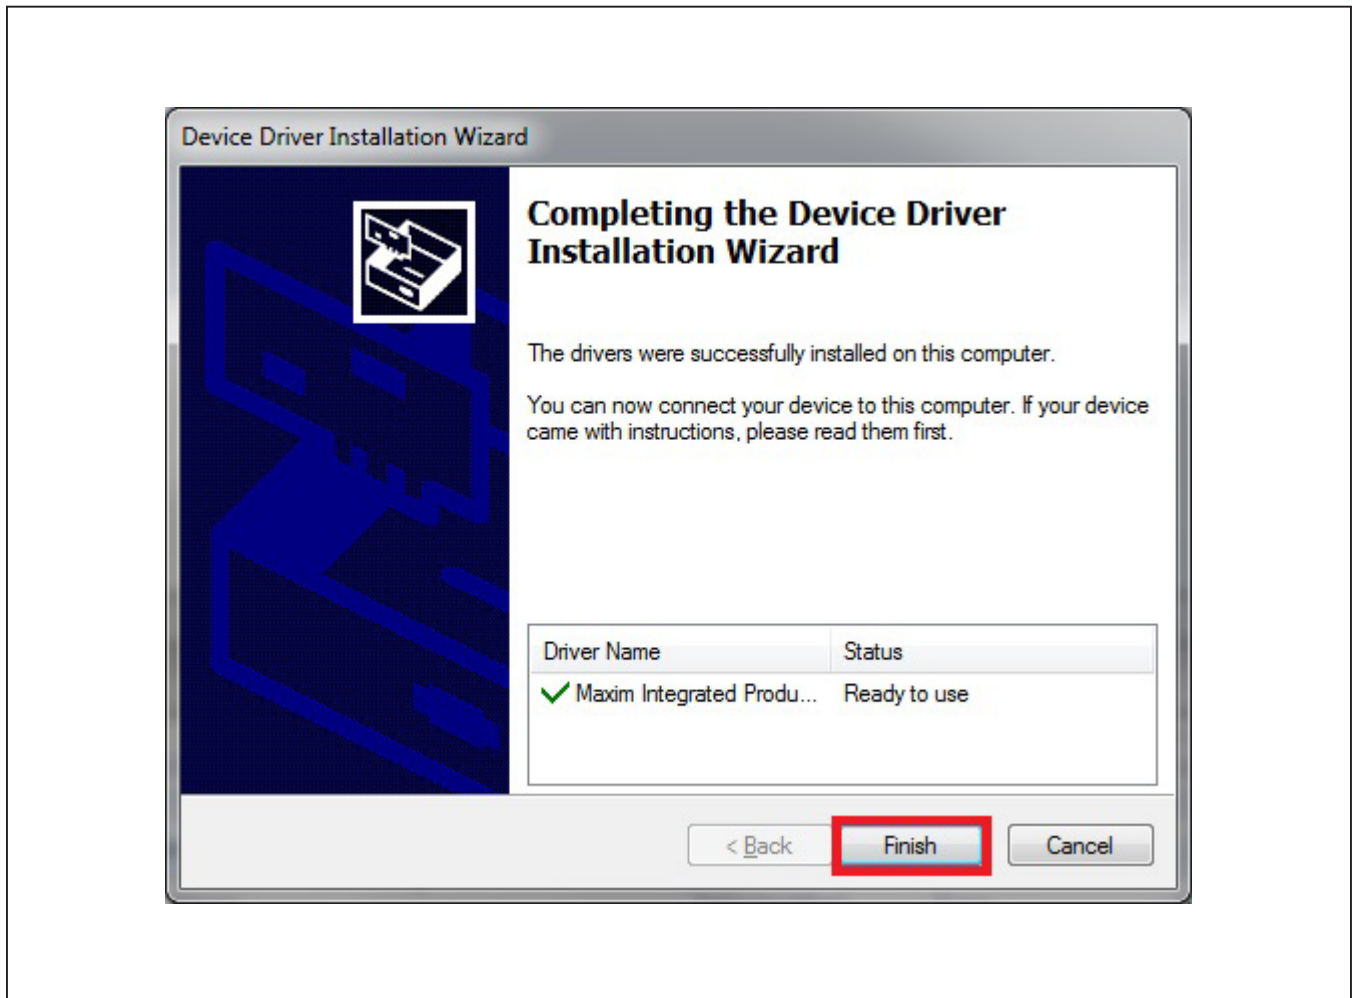 Device Driver Installation Wizard
Completing the Device Driver
Installation Wizard
The drivers were successfully installed on this computer.
You can now connect your device to this computer. If your device
came with instructions, please read them first.
Driver Name Status
Maxim Integrated Produ... Ready to use
< Back Finish Cancel